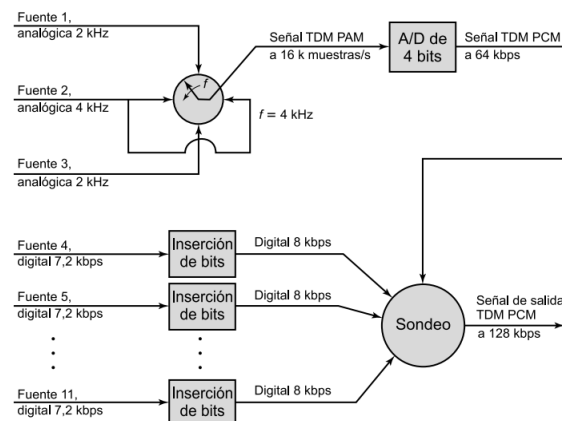 Fuente 1,
analógica 2 kHz
Señal TDM PAM
a 16 k muestras/s
A/D de
4 bits
Señal TDM PCM
a 64 kbps
f
Fuente 2,
analógica 4 kHz
f = 4 kHz
Fuente 3,
analógica 2 kHz
Fuente 4,
digital 7,2 kbps
Inserción
de bits
Digital 8 kbps
Fuente 5,
digital 7,2 kbps
Inserción
de bits
Digital 8 kbps
Sondeo
Señal de salida
TDM PCM
a 128 kbps
Fuente 11,
digital 7,2 kbps
Inserción
de bits
Digital 8 kbps